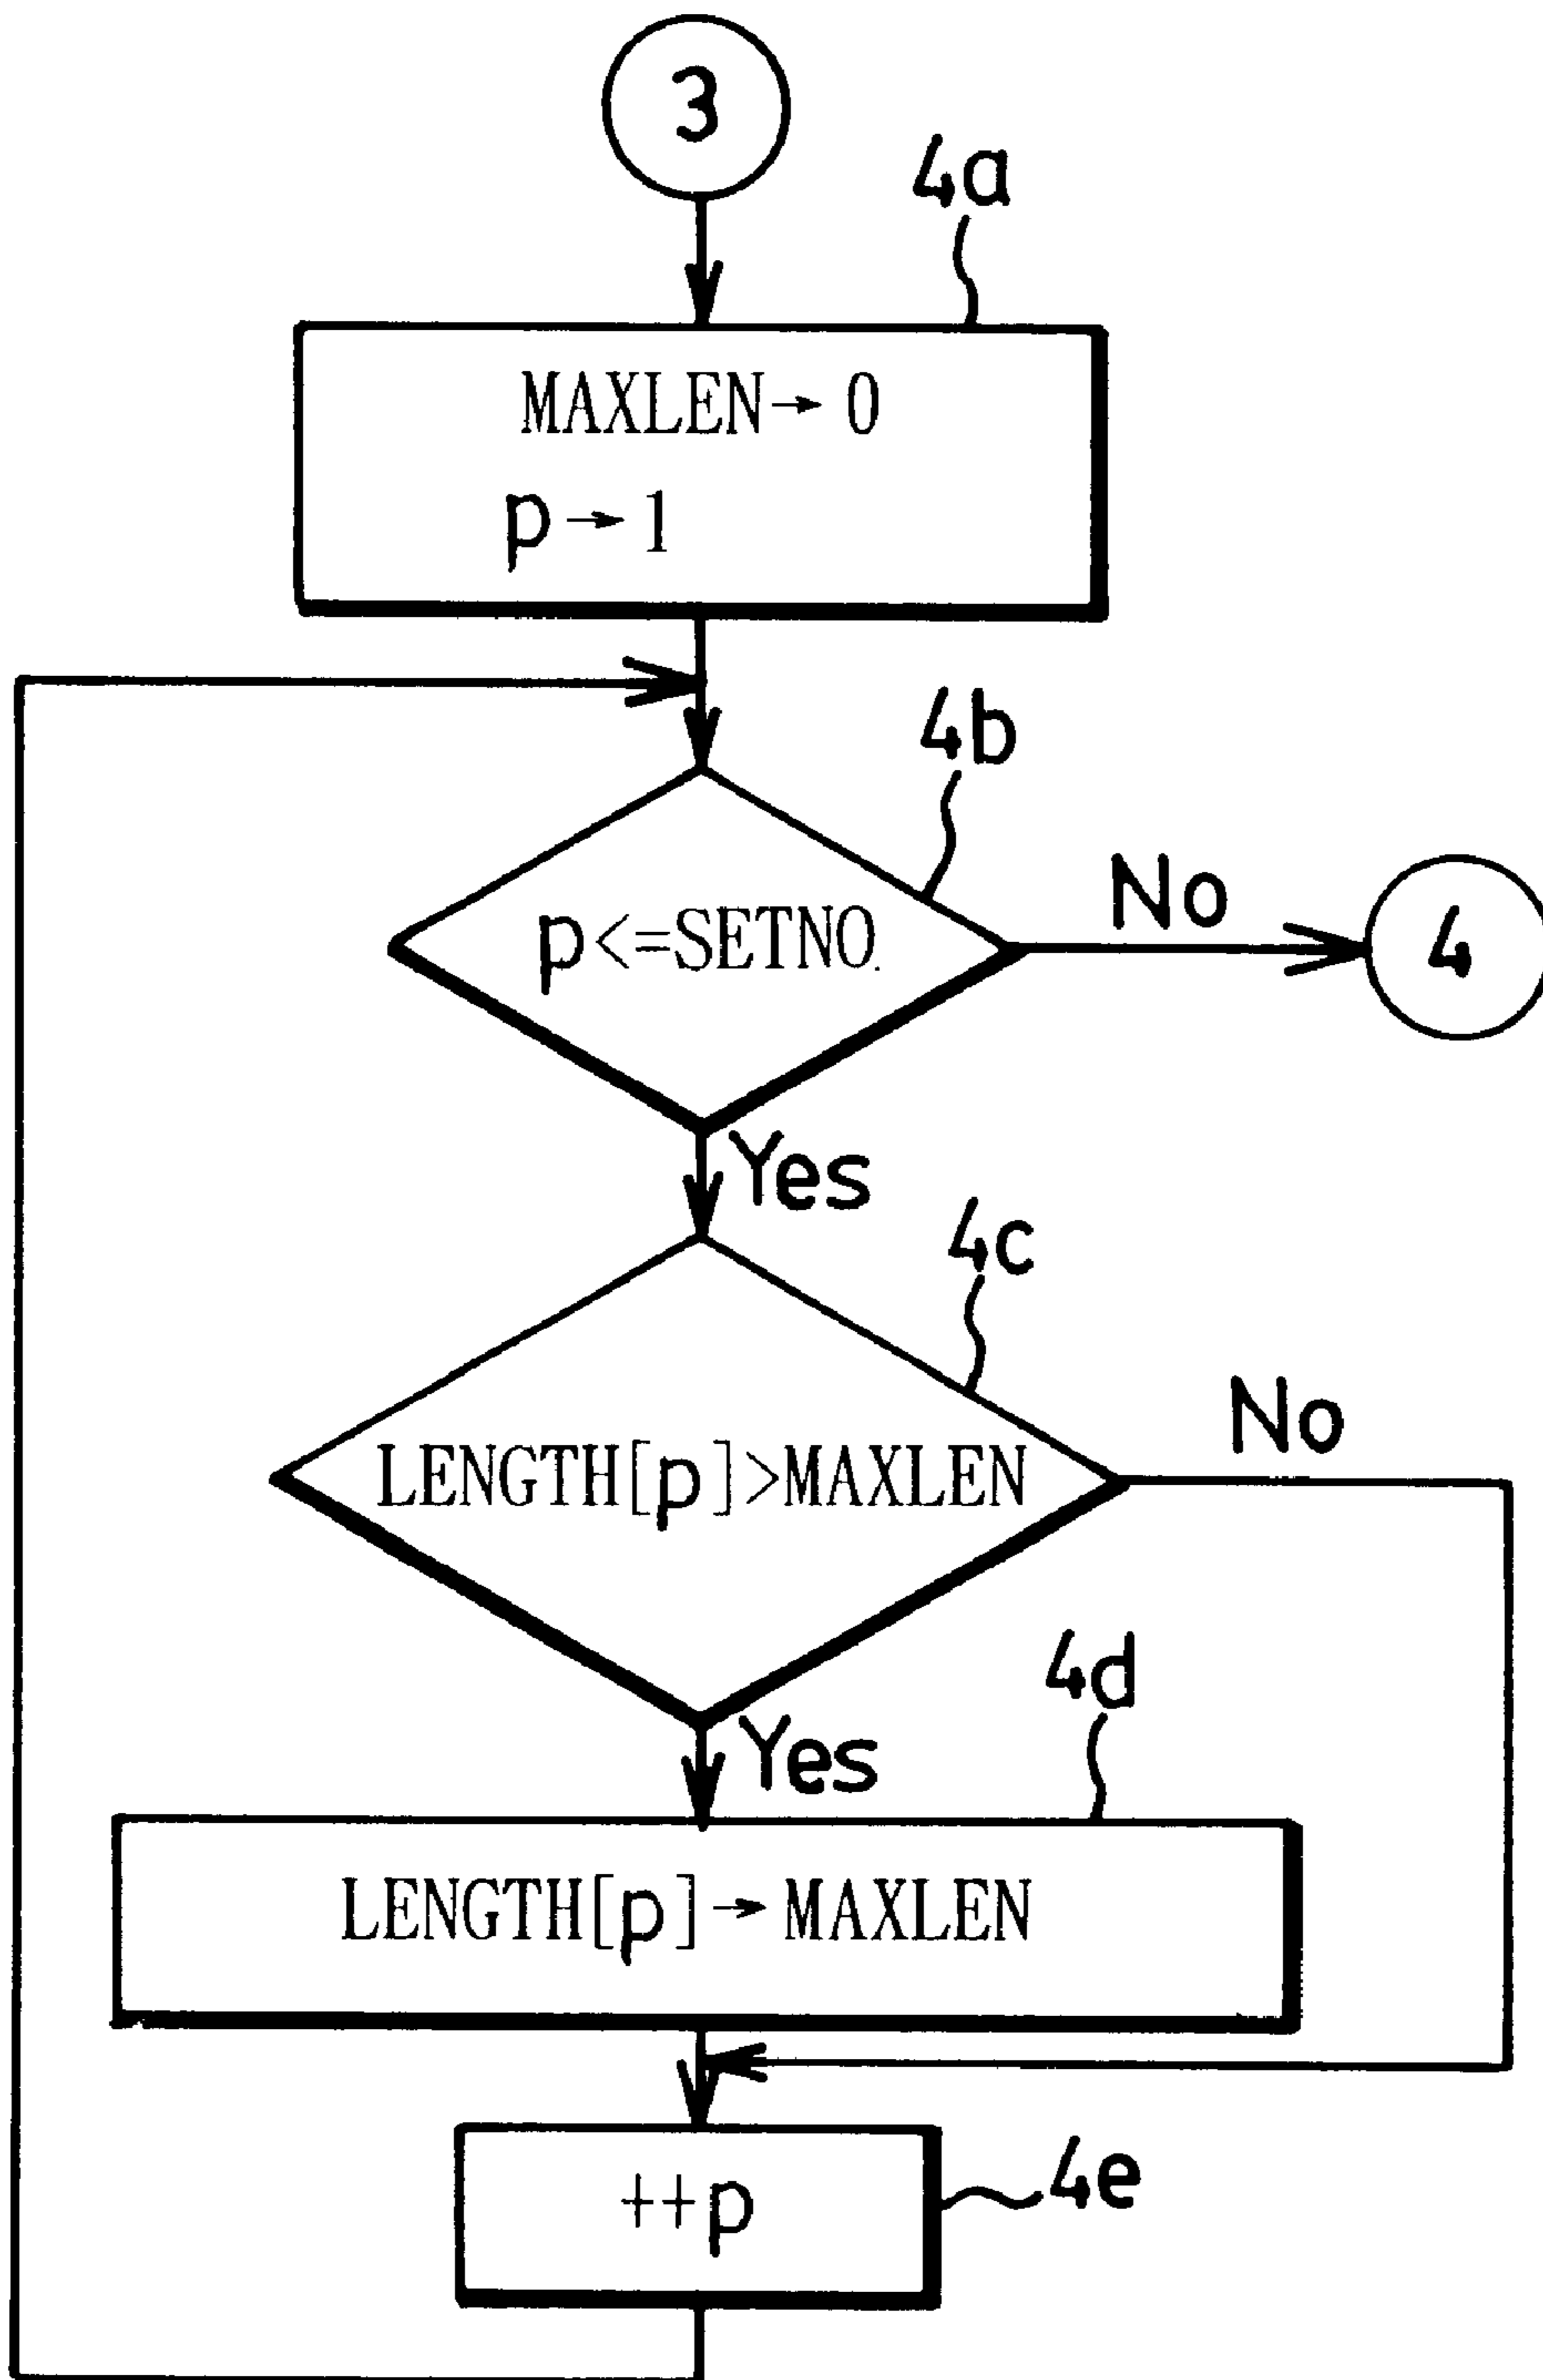 3
4a
MAXLEN→ 0
p→1
4b
p<=SETNO.
No
4
Yes
4c
LENGTH[p]>MAXLEN
No
4d
Yes
LENGTH[p]→ MAXLEN
++p
4e